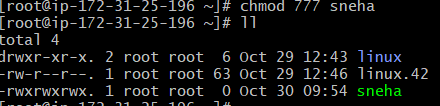 [root@ip-172-31-25-196 ~]# chmod 777 sneha
[root@ip-172-31-25-196 ~]# ll
total 4
drwxr-xr-x. 2 root root  6 Oct 29 12:43 linux
-rw-r--r--. 1 root root 63 Oct 29 12:46 linux.42
-rwxrwxrwx. 1 root root  0 Oct 30 09:54 sneha